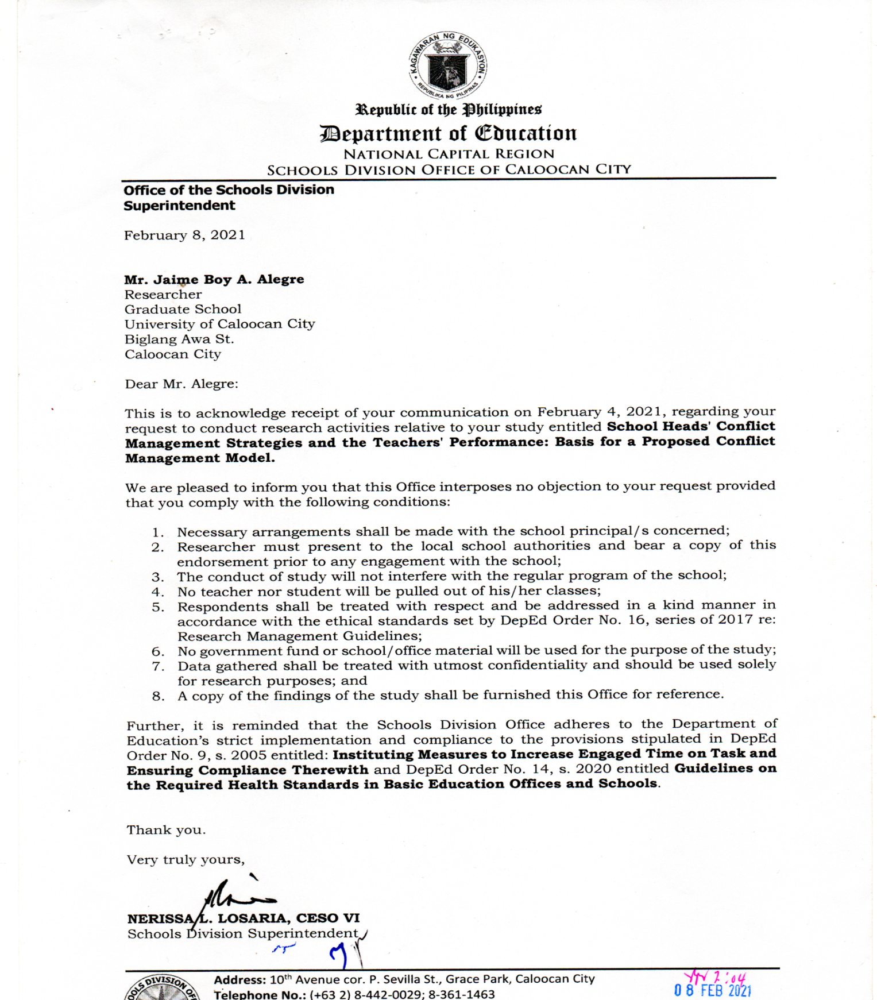 KAGAWARAN NG EDUKASYON
REPUBLIKA NG PILIPINAS
Republic of the Philippines
Department of Education
NATIONAL CAPITAL REGION
SCHOOLS DIVISION OFFICE OF CALOOCAN CITY
Office of the Schools Division
Superintendent
February 8, 2021
Mr. Jaime Boy A. Alegre
Researcher
Graduate School
University of Caloocan City
Biglang Awa St.
Caloocan City
Dear Mr. Alegre:
This is to acknowledge receipt of your communication on February 4, 2021, regarding your
request to conduct research activities relative to your study entitled School Heads' Conflict
Management Strategies and the Teachers' Performance: Basis for a Proposed Conflict
Management Model.
We are pleased to inform you that this Office interposes no objection to your request provided
that you comply with the following conditions:
1. Necessary arrangements shall be made with the school principal/s concerned;
2. Researcher must present to the local school authorities and bear a copy of this
endorsement prior to any engagement with the school;
3. The conduct of study will not interfere with the regular program of the school;
4. No teacher nor student will be pulled out of his/her classes;
5. Respondents shall be treated with respect and be addressed in a kind manner in
accordance with the ethical standards set by DepEd Order No. 16, series of 2017 re:
Research Management Guidelines;
6. No government fund or school/office material will be used for the purpose of the study;
7. Data gathered shall be treated with utmost confidentiality and should be used solely
for research purposes; and
8. A copy of the findings of the study shall be furnished this Office for reference.
Further, it is reminded that the Schools Division Office adheres to the Department of
Education’s strict implementation and compliance to the provisions stipulated in DepEd
Order No. 9, s. 2005 entitled: Instituting Measures to Increase Engaged Time on Task and
Ensuring Compliance Therewith and DepEd Order No. 14, s. 2020 entitled Guidelines on
the Required Health Standards in Basic Education Offices and Schools.
Thank you.
Very truly yours,
NERISSA L. LOSARIA, CESO VI
Schools Division Superintendent
Address: 10th Avenue cor. P. Sevilla St., Grace Park, Caloocan City
Telephone No.: (+63 2) 8-442-0029; 8-361-1463
2:04
08 FEB 2021